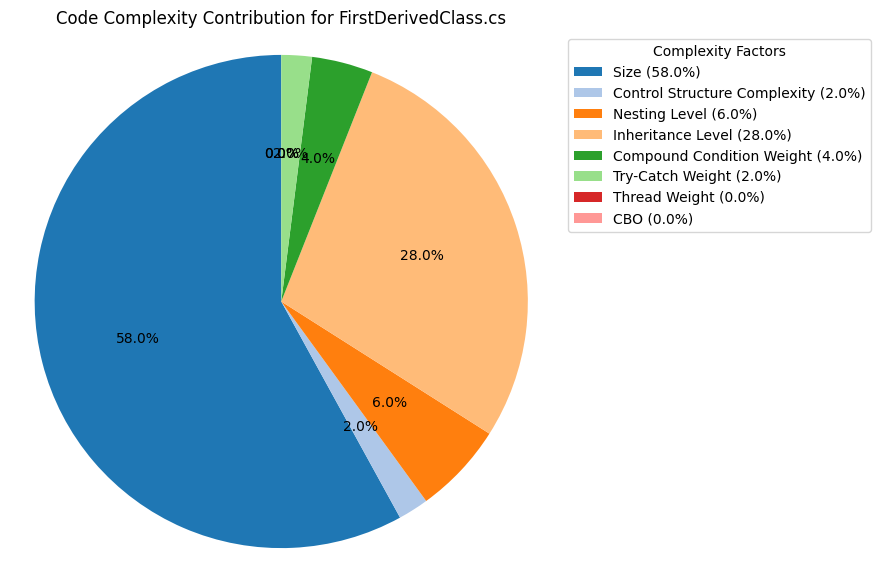 Code Complexity Contribution for FirstDerivedClass.cs
Complexity Factors
Size (58.0%)
Control Structure Complexity (2.0%)
Nesting Level (6.0%)
Inheritance Level (28.0%)
Compound Condition Weight (4.0%)
Try-Catch Weight (2.0%)
Thread Weight (0.0%)
CBO (0.0%)
4.0%
28.0%
58.0%
6.0%
2.0%